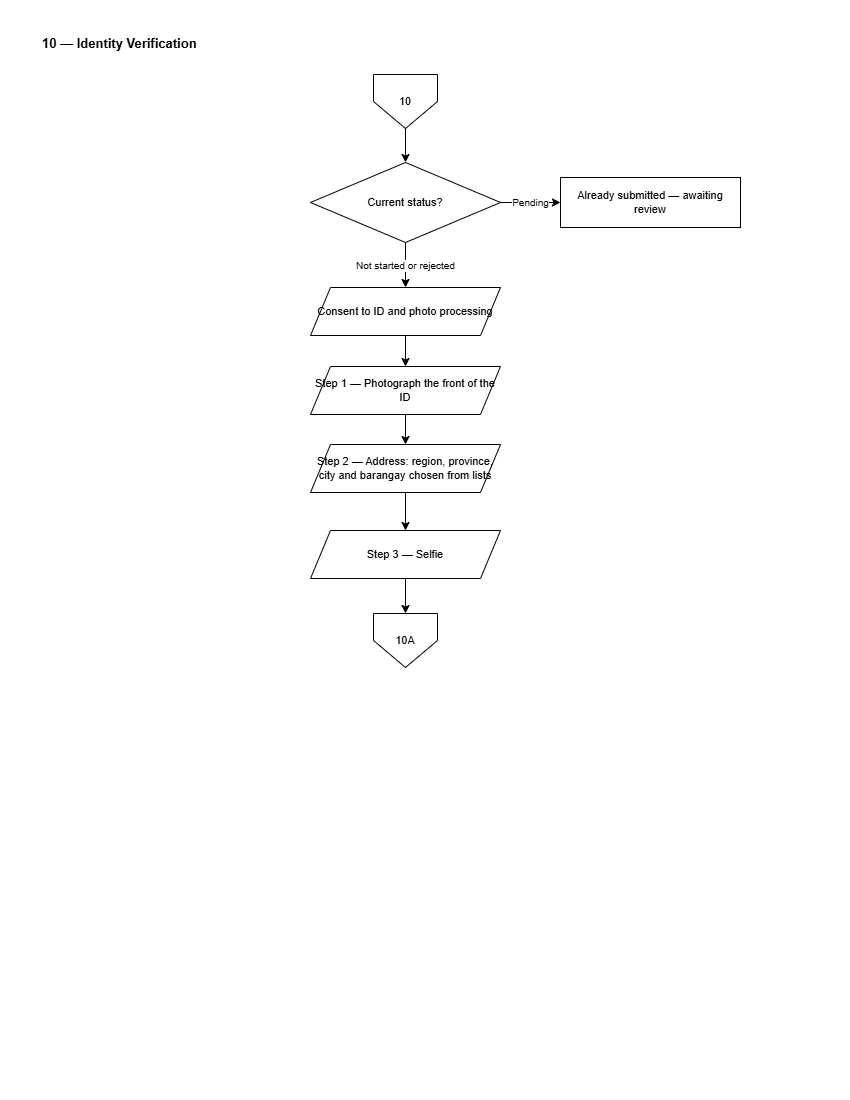 10 — Identity Verification
10
Current status?
Pending
Already submitted — awaiting
review
Not started or rejected
Consent to ID and photo processing
Step 1 — Photograph the front of the
ID
Step 2 — Address: region, province,
city and barangay chosen from lists
Step 3 — Selfie
10A